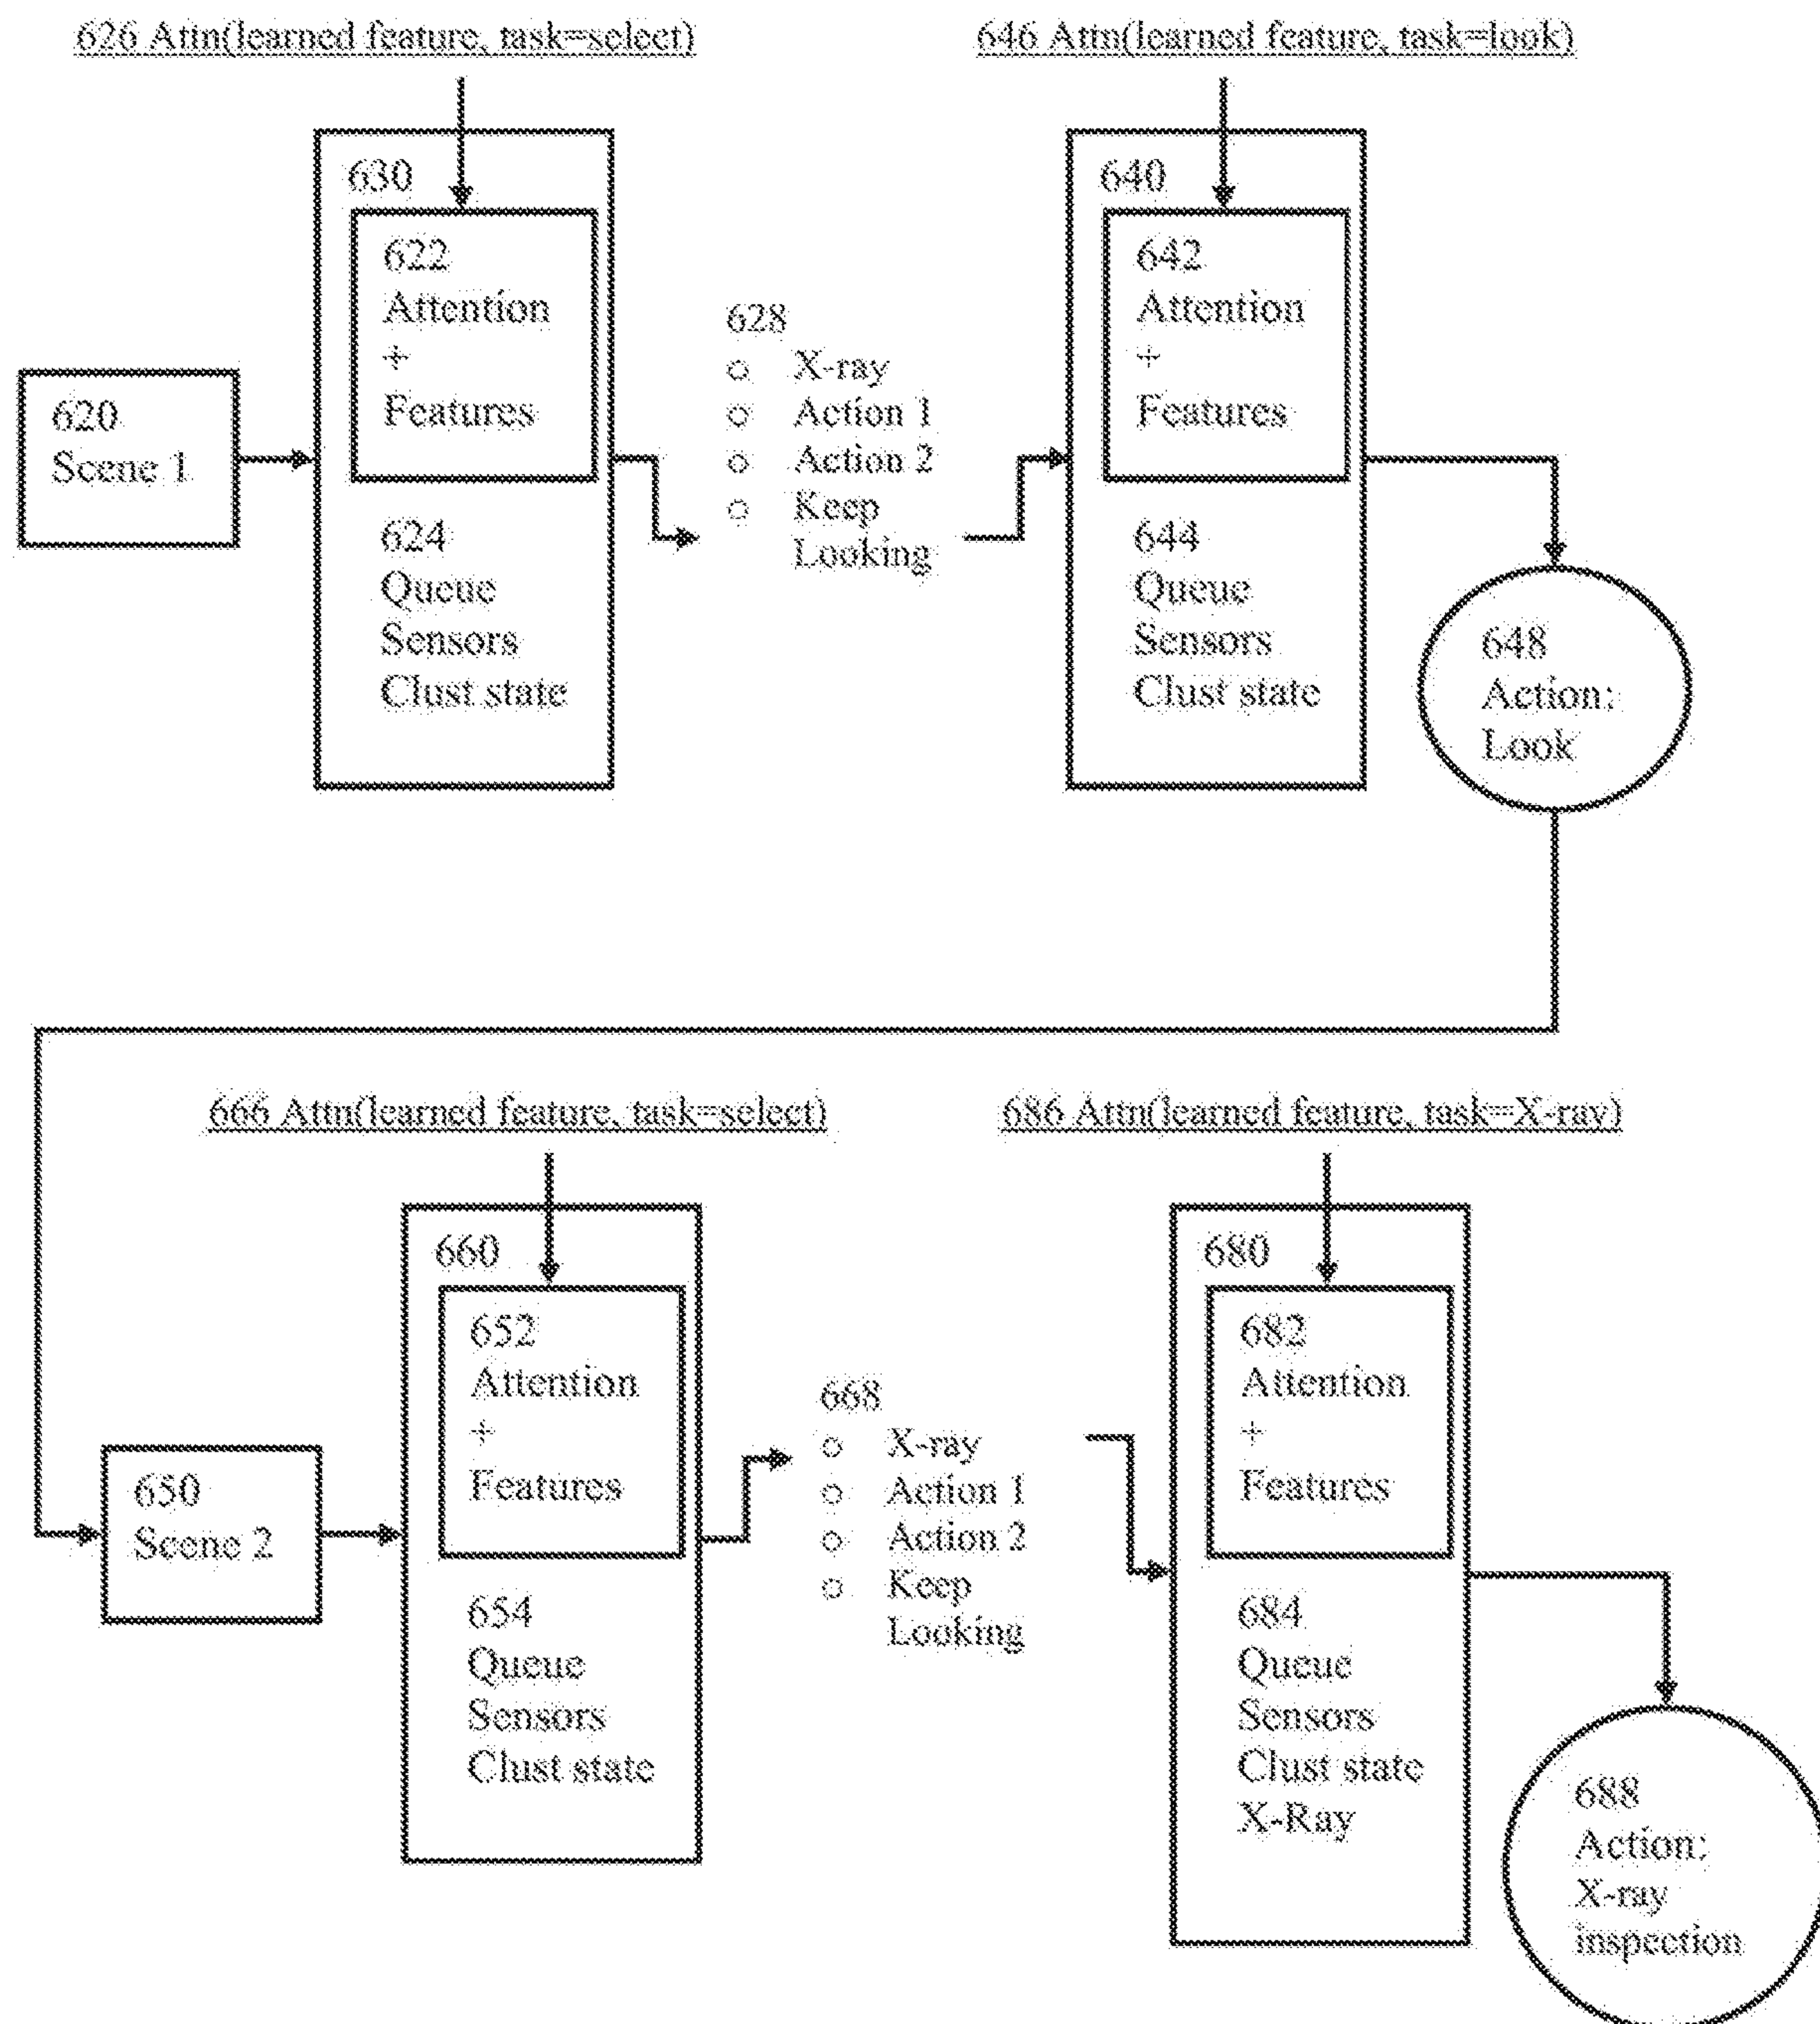 626 Attn(learned feature, task=select)
646 Attn(learned feature, task=look)
630
622
Attention
+
Features
624
Queue
Sensors
Clust state
620
Scene 1
628
○ X-ray
○ Action 1
○ Action 2
○ Keep
Looking
640
642
Attention
+
Features
644
Queue
Sensors
Clust state
648
Action:
Look
666 Attn(learned feature, task=select)
686 Attn(learned feature, task=X-ray)
650
Scene 2
660
652
Attention
+
Features
654
Queue
Sensors
Clust state
668
○ X-ray
○ Action 1
○ Action 2
○ Keep
Looking
680
682
Attention
+
Features
684
Queue
Sensors
Clust state
X-Ray
688
Action:
X-ray
inspection